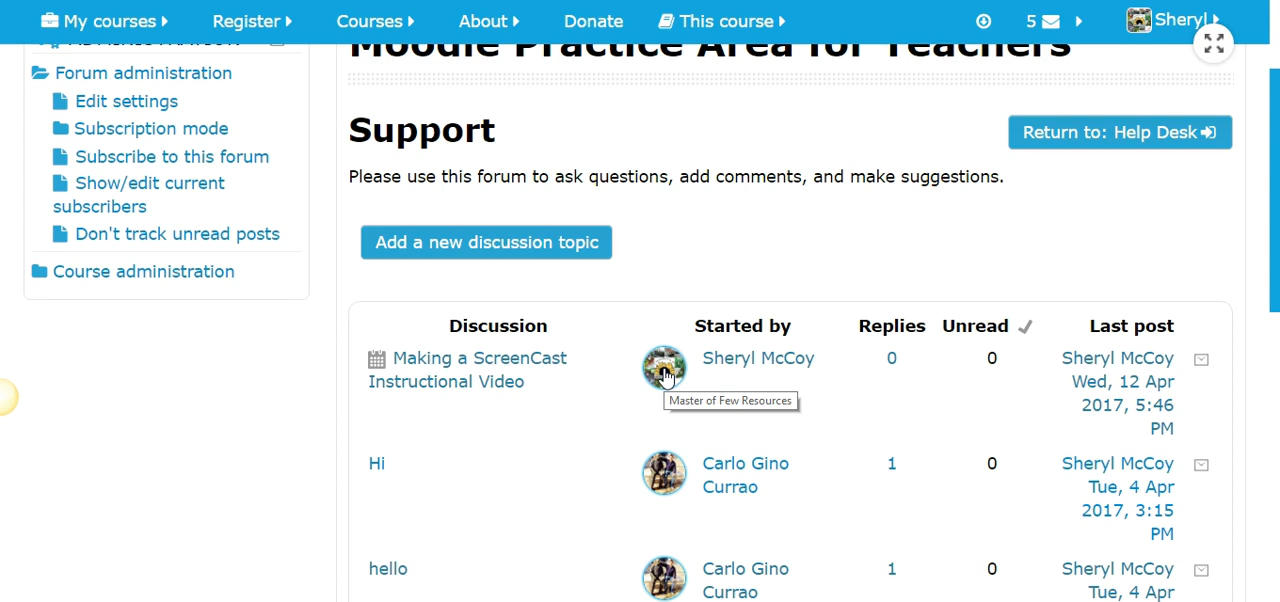 My courses Register Courses About Donate This course 5 Sheryl
Moodle Practice Area for Teachers
Forum administration
Edit settings
Subscription mode
Subscribe to this forum
Show/edit current
subscribers
Don't track unread posts
Course administration
Support
Return to: Help Desk
Please use this forum to ask questions, add comments, and make suggestions.
Add a new discussion topic
Discussion Started by Replies Unread Last post
Making a ScreenCast Sheryl McCoy 0 0 Sheryl McCoy
Instructional Video Wed, 12 Apr
Master of Few Resources 2017, 5:46
PM
Hi Carlo Gino 1 0 Sheryl McCoy
Currao Tue, 4 Apr
2017, 3:15
PM
hello Carlo Gino 1 0 Sheryl McCoy
Currao Tue, 4 Apr